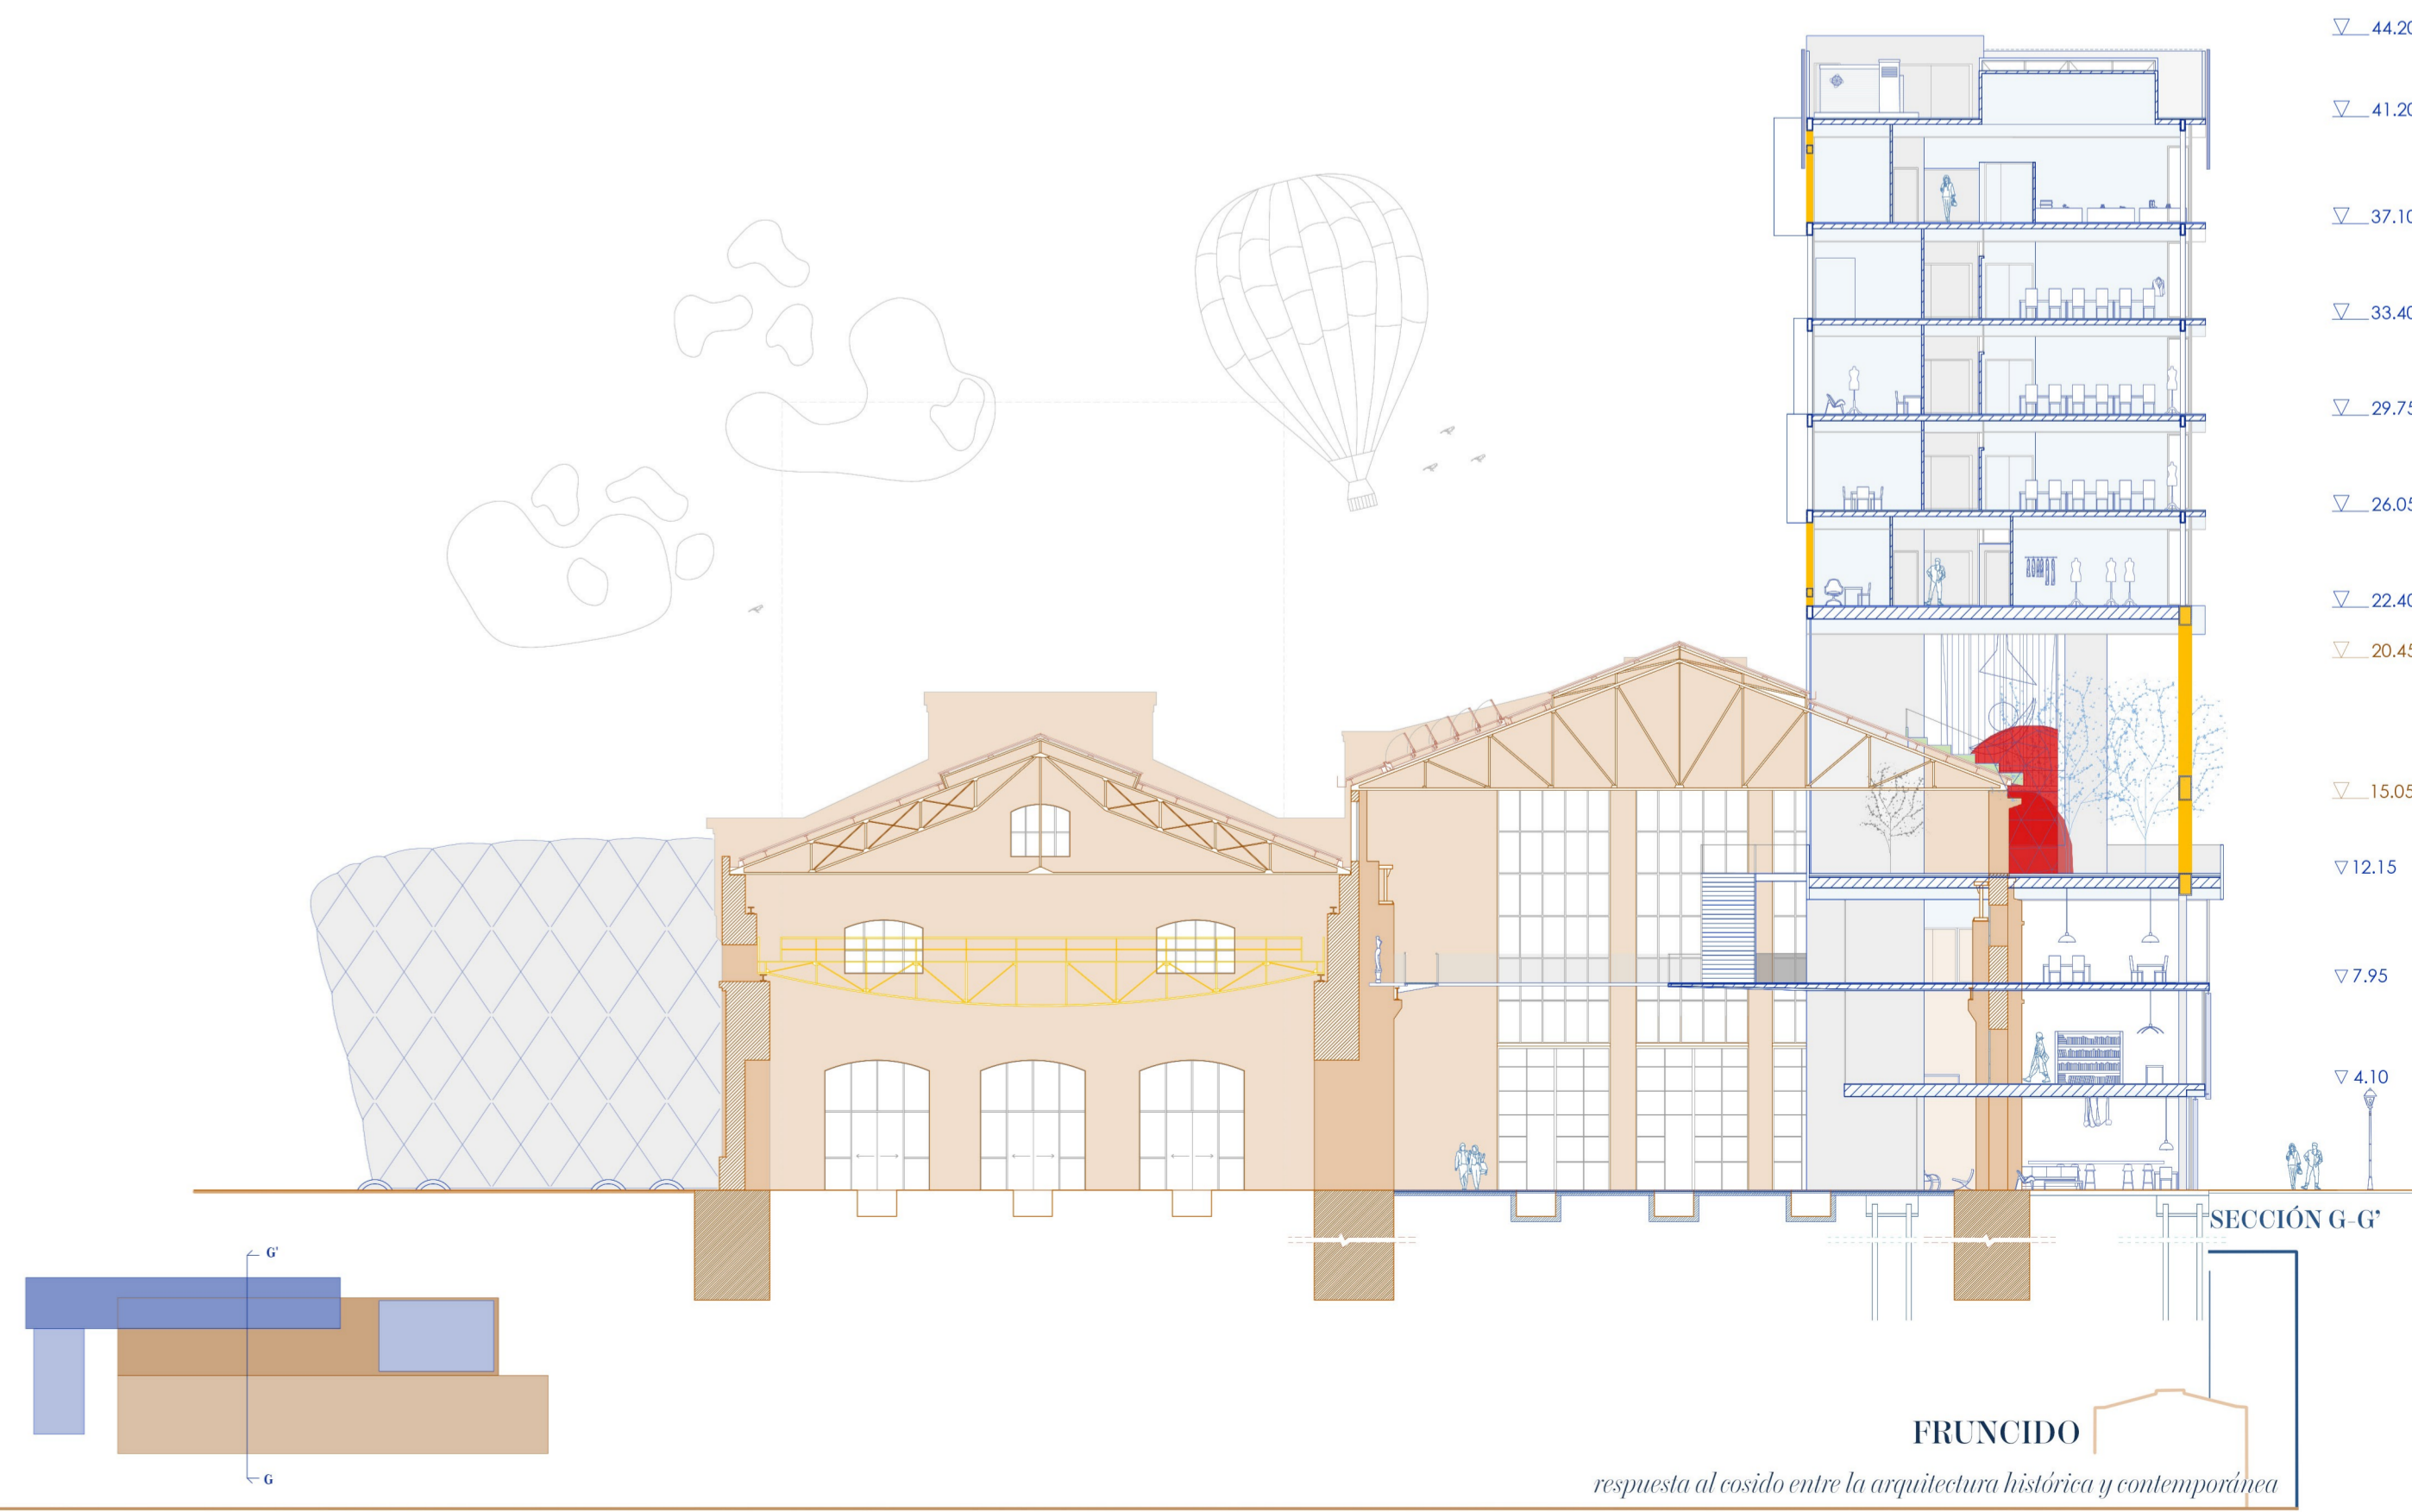 44.20
41.20
37.10
33.40
29.75
26.05
22.40
20.45
15.05
12.15
7.95
4.10
SECCIÓN G-G’
G'
G
FRUNCIDO
respuesta al cosido entre la arquitectura histórica y contemporánea